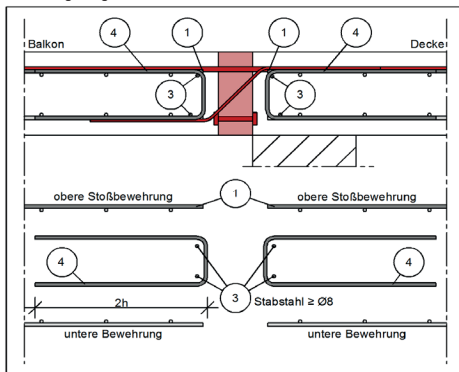 4 1 1 4
Balkon Decke
3 3
obere Stoßbewehrung 1 obere Stoßbewehrung
4 3 4
2h Stabstahl ≥ Ø8
untere Bewehrung untere Bewehrung